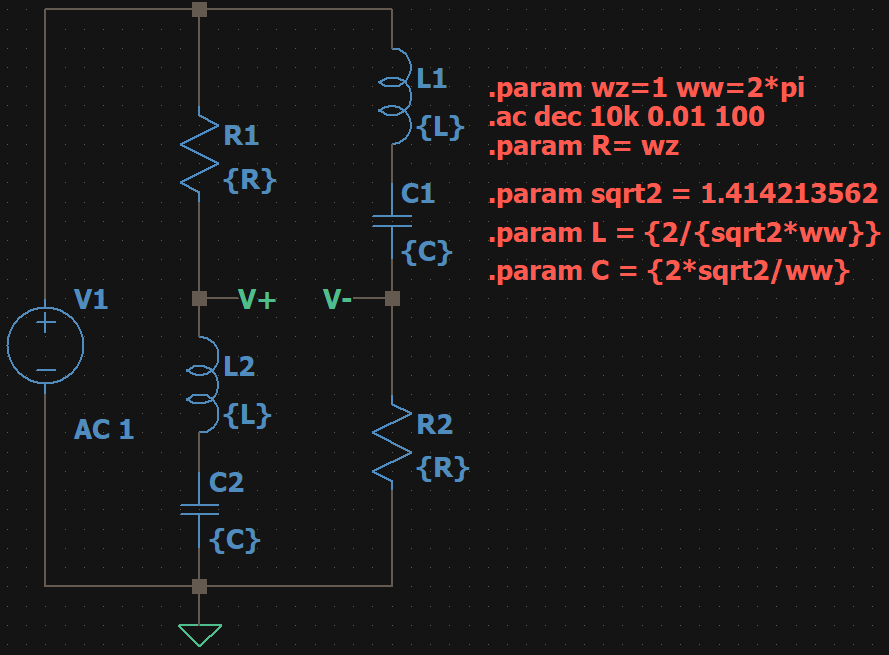 L1
{L}
.param wz=1 ww=2*pi
.ac dec 10k 0.01 100
.param R= wz
R1
{R}
C1
{C}
.param sqrt2 = 1.414213562
.param L = {2/{sqrt2*ww}}
.param C = {2*sqrt2/ww}
V1
V+
V-
L2
{L}
AC 1
R2
{R}
C2
{C}